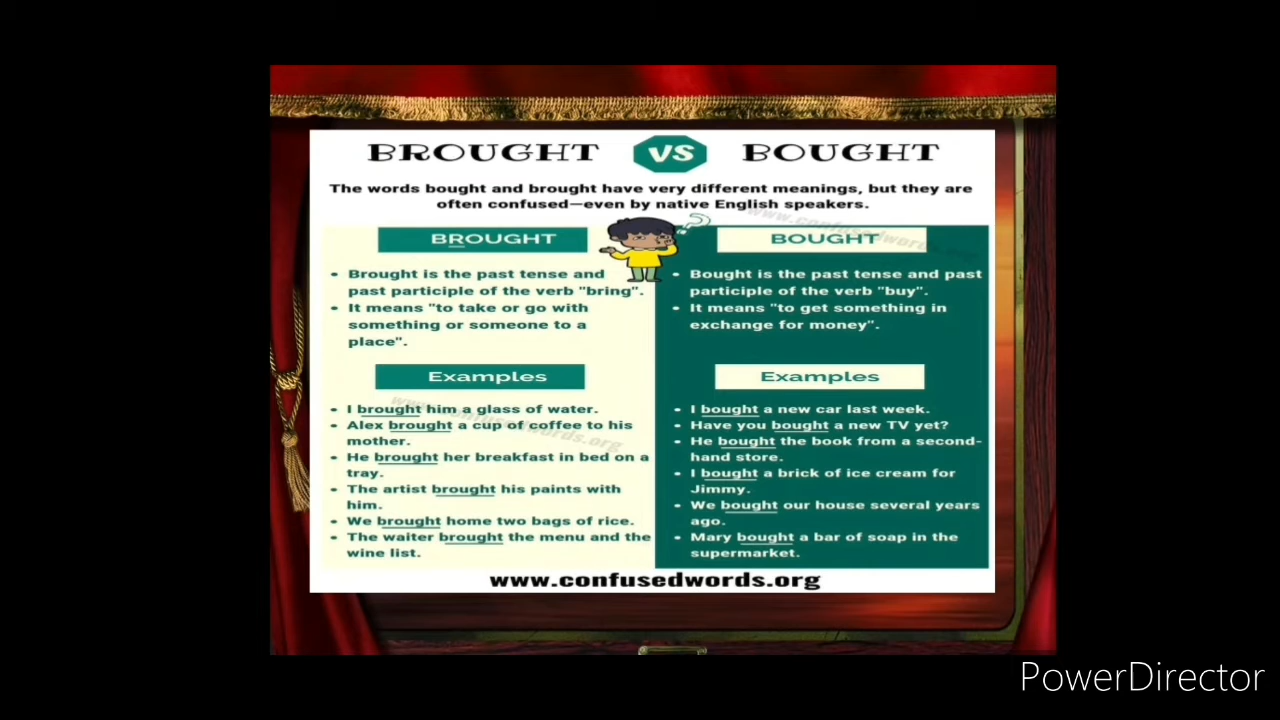 BROUGHT VS BOUGHT
The words bought and brought have very different meanings, but they are
often confused—even by native English speakers.
www.confusedwords.org
BROUGHT
• Brought is the past tense and
past participle of the verb "bring".
• It means "to take or go with
something or someone to a
place".
Examples
www.confusedwords.org
• I brought him a glass of water.
• Alex brought a cup of coffee to his
mother.
• He brought her breakfast in bed on a
tray.
• The artist brought his paints with
him.
• We brought home two bags of rice.
• The waiter brought the menu and the
wine list.
?
BOUGHT
• Bought is the past tense and past
participle of the verb "buy".
• It means "to get something in
exchange for money".
Examples
• I bought a new car last week.
• Have you bought a new TV yet?
• He bought the book from a second-
hand store.
• I bought a brick of ice cream for
Jimmy.
• We bought our house several years
ago.
• Mary bought a bar of soap in the
supermarket.
www.confusedwords.org
PowerDirector